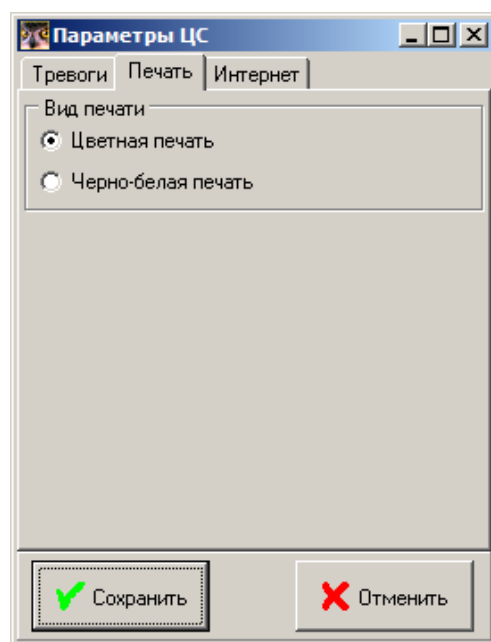 Параметры ЦС
Тревоги Печать Интернет
Вид печати
Цветная печать
Черно-белая печать
Сохранить Отменить